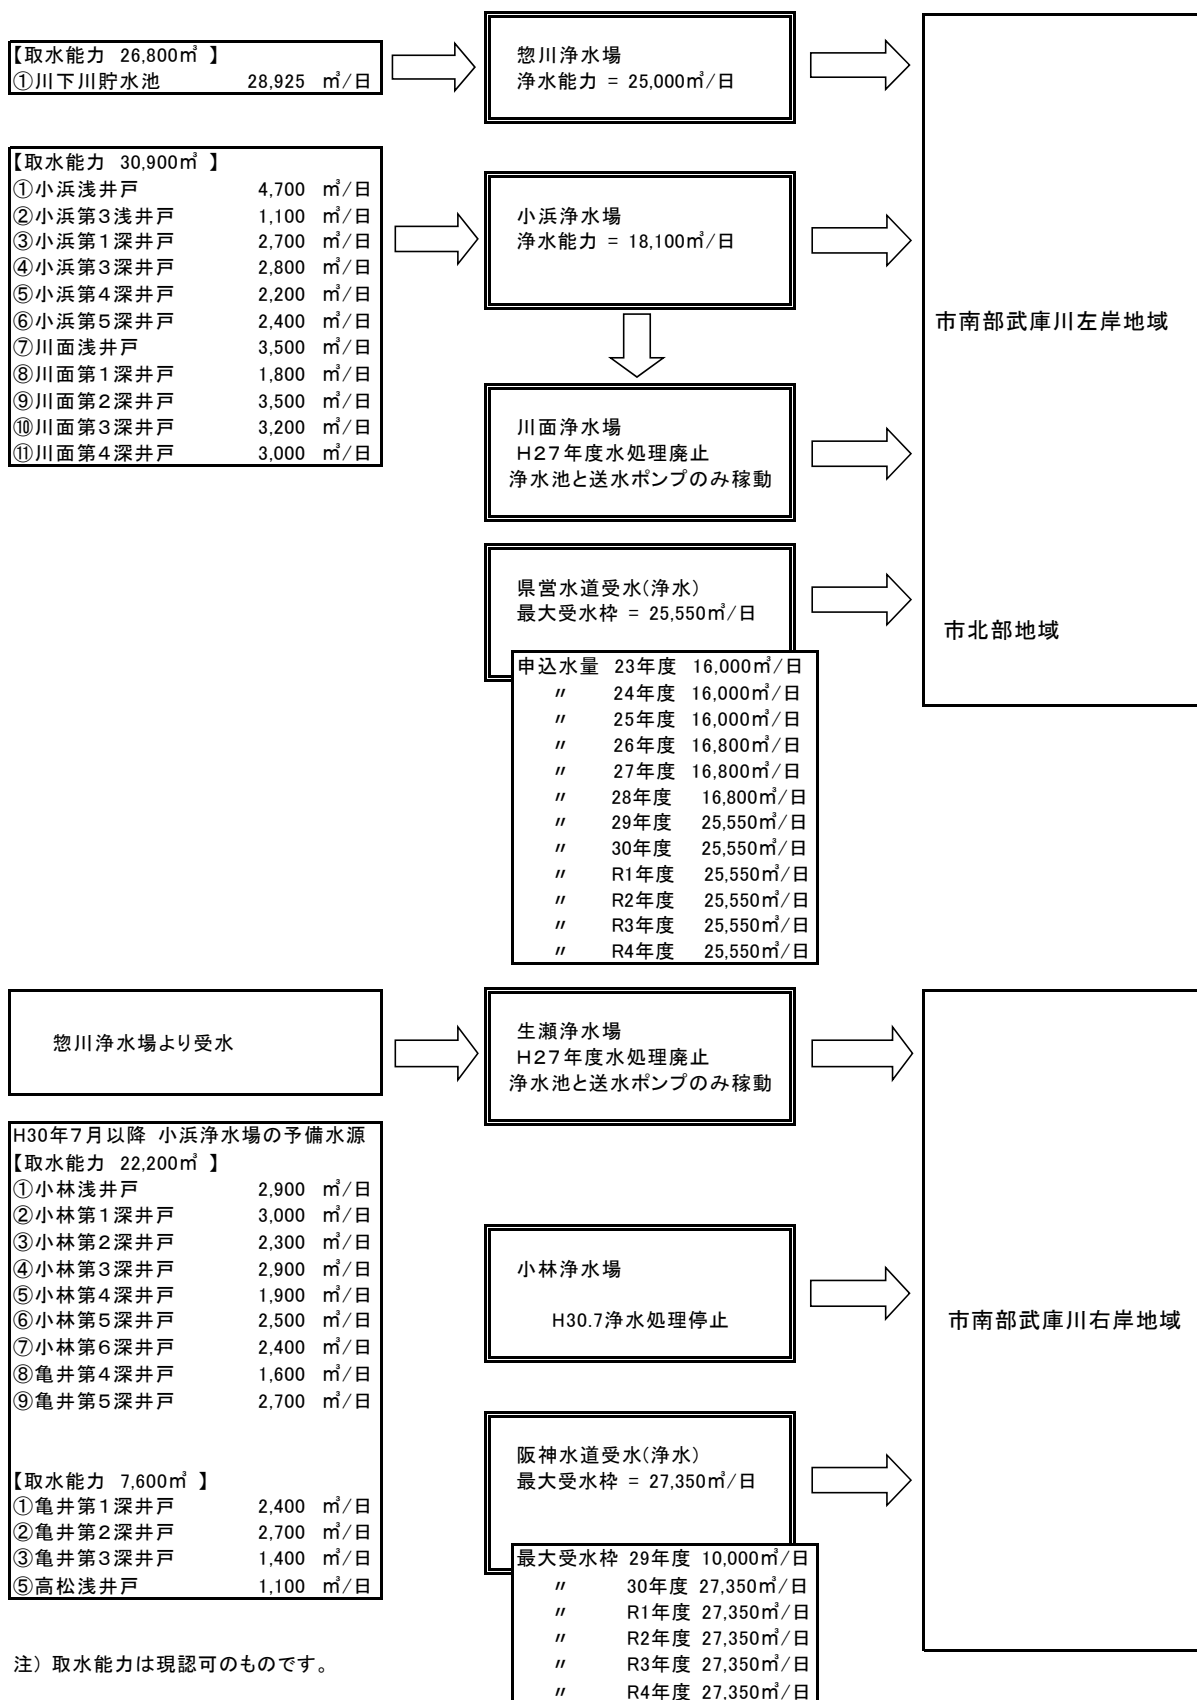 【取水能力 26,800㎥ 】
①川下川貯水池 28,925 ㎥/日
惣川浄水場
浄水能力 = 25,000㎥/日
【取水能力 30,900㎥ 】
①小浜浅井戸 4,700 ㎥/日
②小浜第3浅井戸 1,100 ㎥/日
③小浜第1深井戸 2,700 ㎥/日
④小浜第3深井戸 2,800 ㎥/日
⑤小浜第4深井戸 2,200 ㎥/日
⑥小浜第5深井戸 2,400 ㎥/日
⑦川面浅井戸 3,500 ㎥/日
⑧川面第1深井戸 1,800 ㎥/日
⑨川面第2深井戸 3,500 ㎥/日
⑩川面第3深井戸 3,200 ㎥/日
⑪川面第4深井戸 3,000 ㎥/日
小浜浄水場
浄水能力 = 18,100㎥/日
川面浄水場
H27年度水処理廃止
浄水池と送水ポンプのみ稼動
県営水道受水(浄水)
最大受水枠 = 25,550㎥/日
申込水量 23年度 16,000㎥/日
〃 24年度 16,000㎥/日
〃 25年度 16,000㎥/日
〃 26年度 16,800㎥/日
〃 27年度 16,800㎥/日
〃 28年度 16,800㎥/日
〃 29年度 25,550㎥/日
〃 30年度 25,550㎥/日
〃 R1年度 25,550㎥/日
〃 R2年度 25,550㎥/日
〃 R3年度 25,550㎥/日
〃 R4年度 25,550㎥/日
市南部武庫川左岸地域
市北部地域
惣川浄水場より受水
生瀬浄水場
H27年度水処理廃止
浄水池と送水ポンプのみ稼動
H30年7月以降 小浜浄水場の予備水源
【取水能力 22,200㎥ 】
①小林浅井戸 2,900 ㎥/日
②小林第1深井戸 3,000 ㎥/日
③小林第2深井戸 2,300 ㎥/日
④小林第3深井戸 2,900 ㎥/日
⑤小林第4深井戸 1,900 ㎥/日
⑥小林第5深井戸 2,500 ㎥/日
⑦小林第6深井戸 2,400 ㎥/日
⑧亀井第4深井戸 1,600 ㎥/日
⑨亀井第5深井戸 2,700 ㎥/日
【取水能力 7,600㎥ 】
①亀井第1深井戸 2,400 ㎥/日
②亀井第2深井戸 2,700 ㎥/日
③亀井第3深井戸 1,400 ㎥/日
⑤高松浅井戸 1,100 ㎥/日
小林浄水場
H30.7浄水処理停止
阪神水道受水(浄水)
最大受水枠 = 27,350㎥/日
最大受水枠 29年度 10,000㎥/日
〃 30年度 27,350㎥/日
〃 R1年度 27,350㎥/日
〃 R2年度 27,350㎥/日
〃 R3年度 27,350㎥/日
〃 R4年度 27,350㎥/日
市南部武庫川右岸地域
注) 取水能力は現認可のものです。